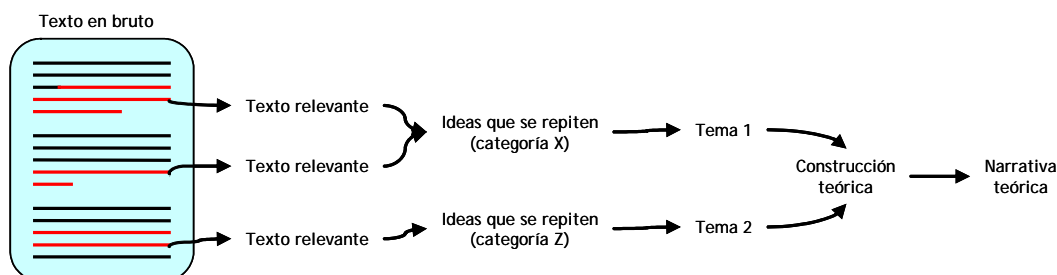 Texto en bruto
Texto relevante
Texto relevante
Texto relevante
Ideas que se repiten
(categoría X)
Ideas que se repiten
(categoría Z)
Tema 1
Tema 2
Construcción
teórica
Narrativa
teórica